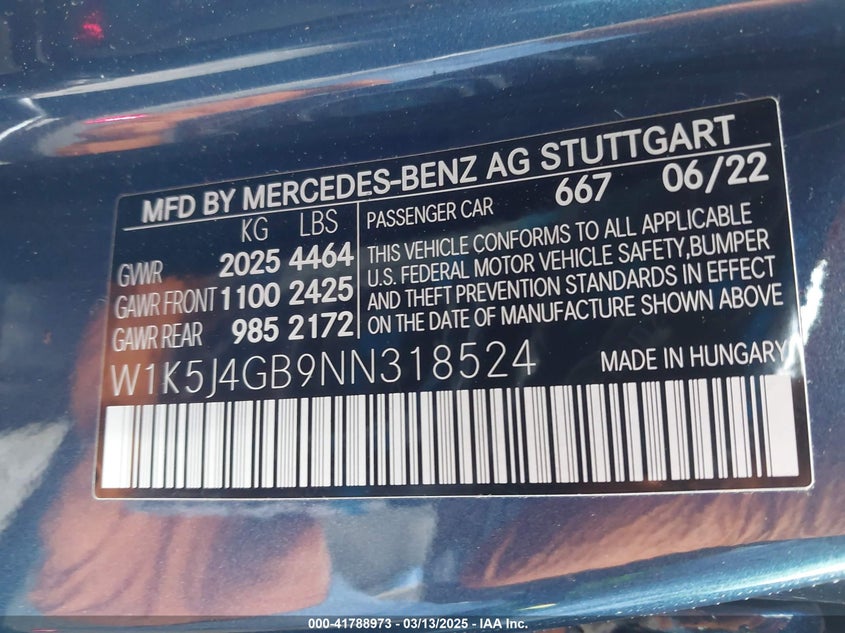 MFD BY MERCEDES-BENZ AG STUTTGART
KG LBS
GVWR 2025 4464
GAWR FRONT 1100 2425
GAWR REAR 985 2172
PASSENGER CAR 667 06/22
THIS VEHICLE CONFORMS TO ALL APPLICABLE
U.S. FEDERAL MOTOR VEHICLE SAFETY,BUMPER
AND THEFT PREVENTION STANDARDS IN EFFECT
ON THE DATE OF MANUFACTURE SHOWN ABOVE
W1K5J4GB9NN318524
MADE IN HUNGARY
000-41788973 - 03/13/2025 - IAA Inc.